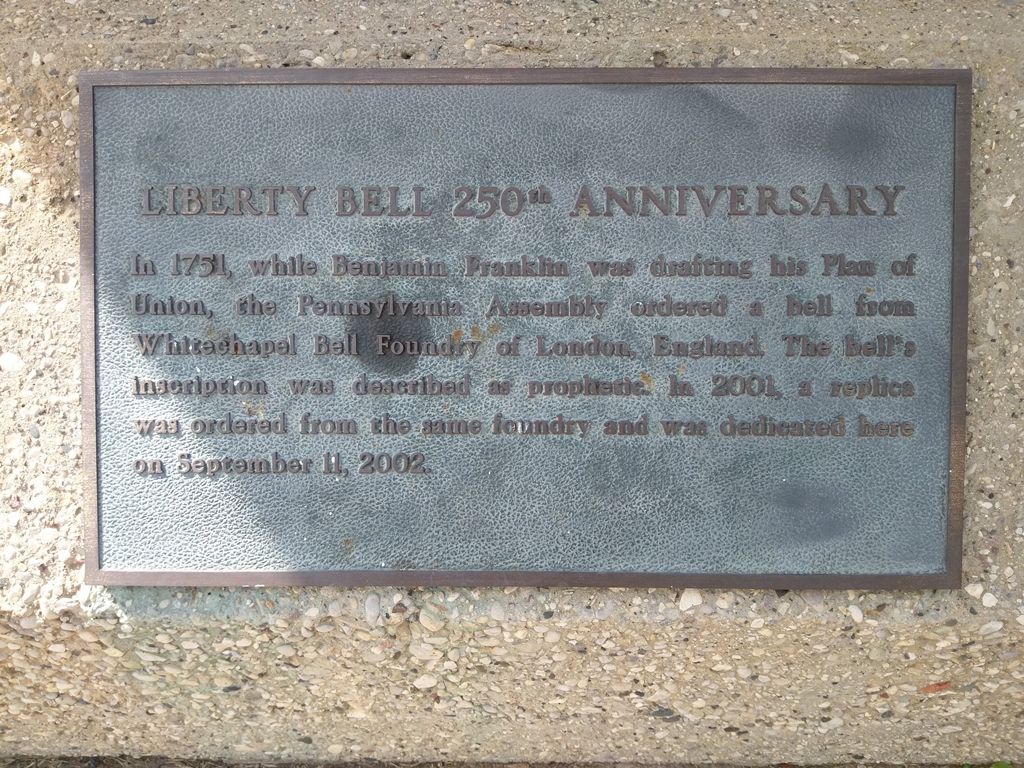 LIBERTY BELL 250th ANNIVERSARY
In 1751, while Benjamin Franklin was drafting his Plan of
Union, the Pennsylvania Assembly ordered a bell from
Whitechapel Bell Foundry of London, England. The bell's
inscription was described as prophetic. In 2001, a replica
was ordered from the same foundry and was dedicated here
on September 11, 2002.